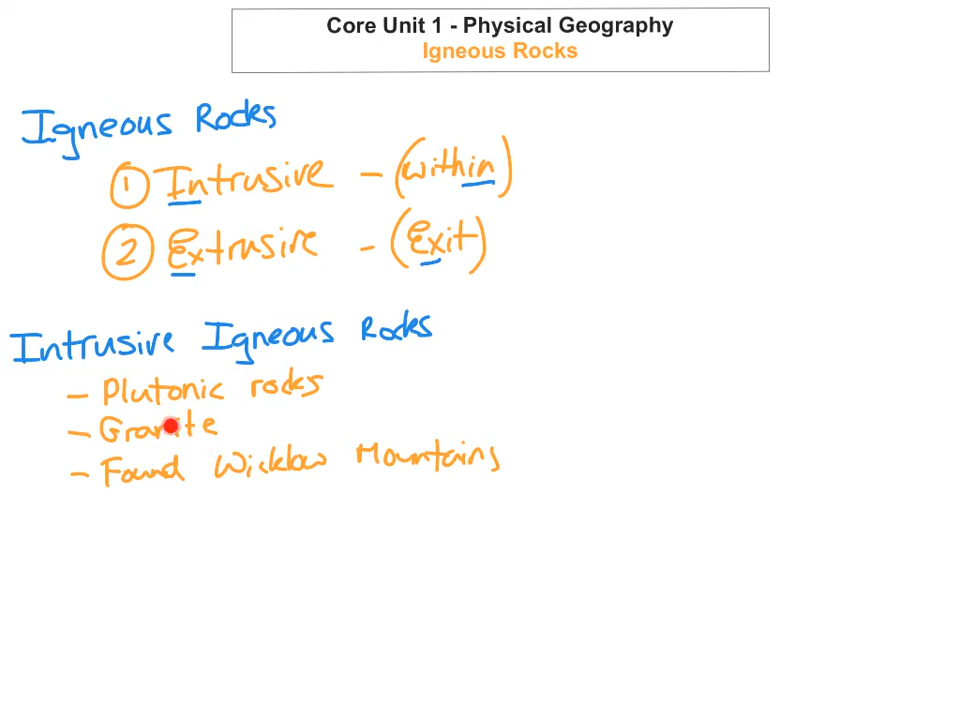 Core Unit 1 - Physical Geography
Igneous Rocks
Igneous Rocks
1 Intrusive - (within)
2 Extrusive - (Exit)
Intrusive Igneous Rocks
- Plutonic rocks
- Granite
- Found Wicklow Mountains